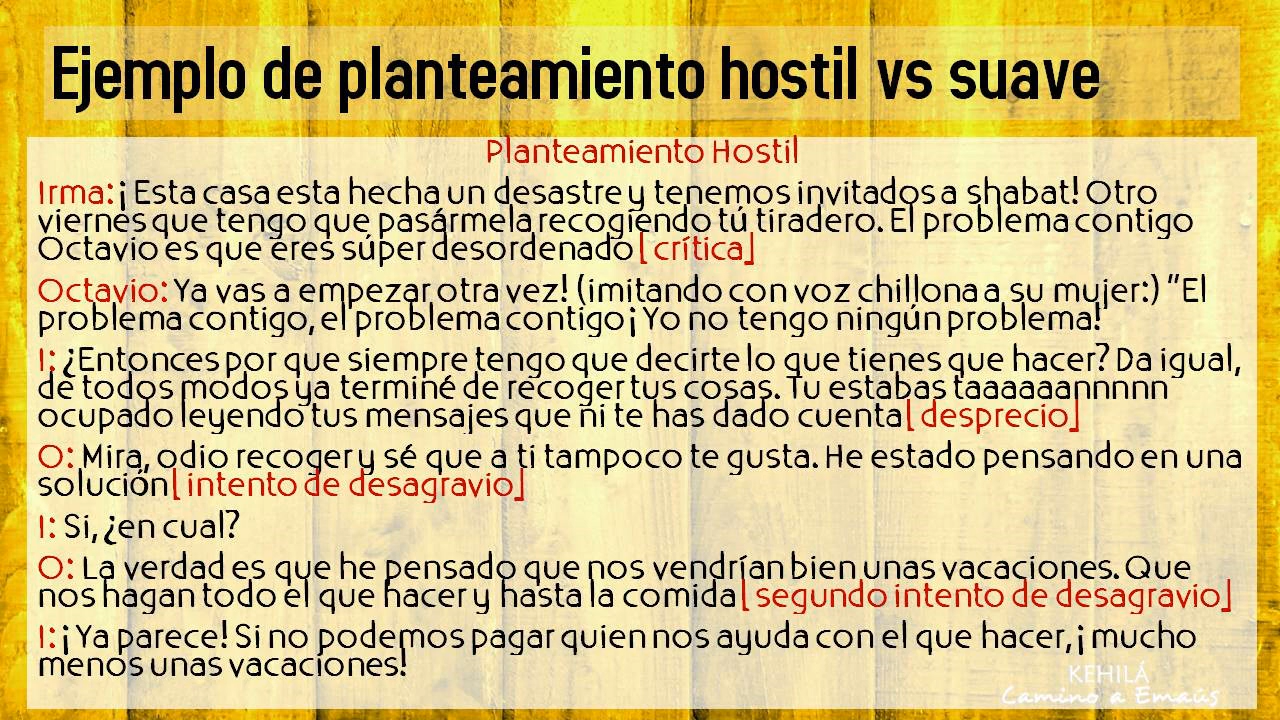 Ejemplo de planteamiento hostil vs suave
Planteamiento Hostil
Irma:¡ Esta casa esta hecha un desastre y tenemos invitados a shabat! Otro
viernes que tengo que pasármela recogiendo tú tiradero. El problema contigo
Octavio es que eres súper desordenado[ crítica]
Octavio: Ya vas a empezar otra vez! (imitando con voz chillona a su mujer:) "El
problema contigo, el problema contigo¡ Yo no tengo ningún problema!
I: ¿Entonces por que siempre tengo que decirte lo que tienes que hacer? Da igual,
de todos modos ya terminé de recoger tus cosas. Tu estabas taaaaaannnnn
ocupado leyendo tus mensajes que ni te has dado cuenta[ desprecio]
O: Mira, odio recoger y sé que a ti tampoco te gusta. He estado pensando en una
solución[ intento de desagravio]
I: Si, ¿en cual?
O: La verdad es que he pensado que nos vendrían bien unas vacaciones. Que
nos hagan todo el que hacer y hasta la comida[ segundo intento de desagravio]
I:¡ Ya parece! Si no podemos pagar quien nos ayuda con el que hacer,¡ mucho
menos unas vacaciones!
KEHILÁ
Camino a Emaús